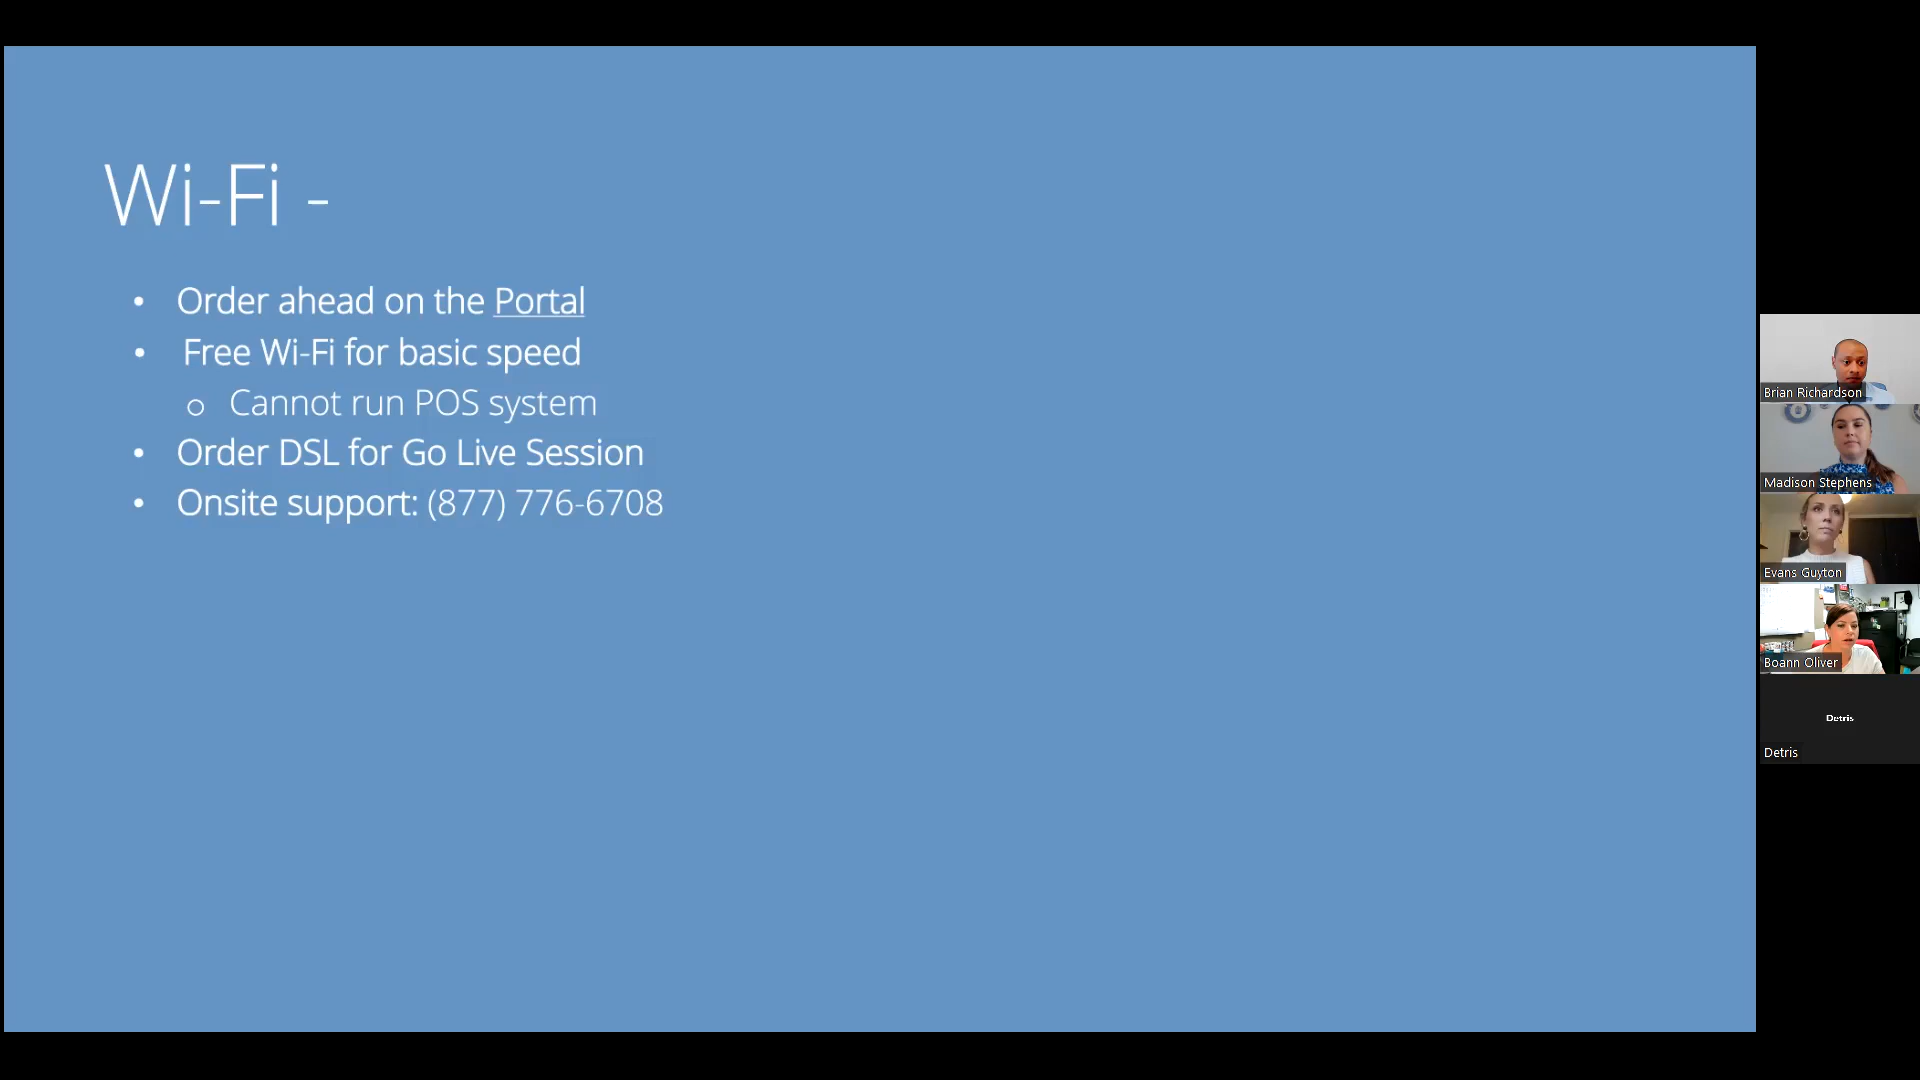 Wi-Fi -
• Order ahead on the Portal
• Free Wi-Fi for basic speed
o Cannot run POS system
• Order DSL for Go Live Session
• Onsite support: (877) 776-6708
Brian Richardson
Madison Stephens
Evans Guyton
Boann Oliver
Detris
Detris